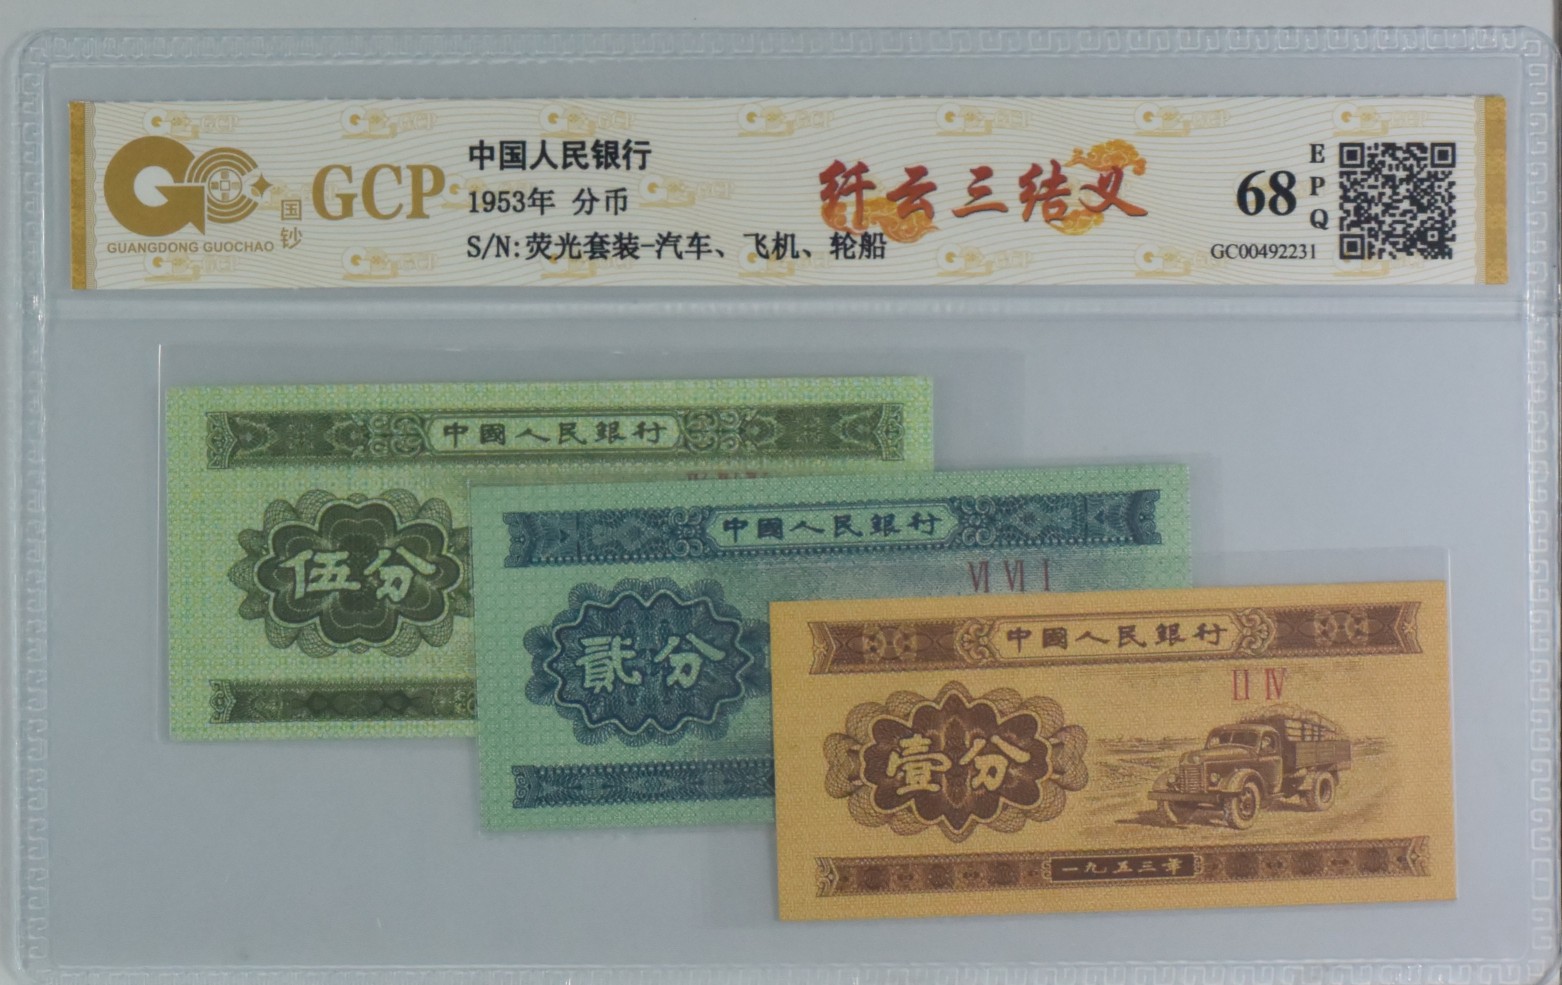 中国人民银行
1953年 分币
S/N:荧光套装-汽车、飞机、轮船
GCP
国钞
GUANGDONG GUOCHAO
纤云三结义
68
EPQ
GC00492231
中國人民銀行
伍分
中國人民銀行
VI VI I
貳分
中國人民銀行
II IV
壹分
一九五三年